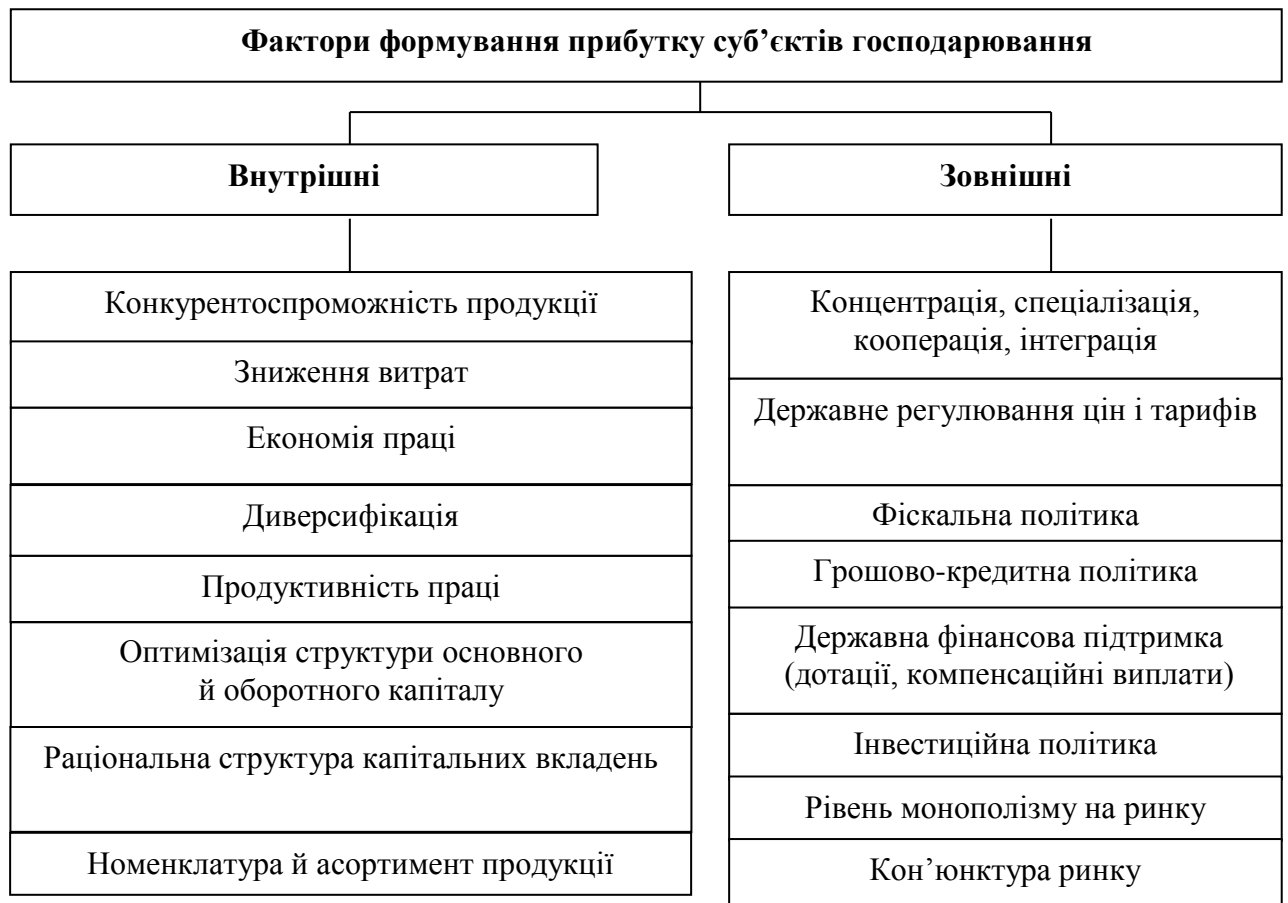 Фактори формування прибутку суб’єктів господарювання
Внутрішні
Конкурентоспроможність продукції
Зниження витрат
Економія праці
Диверсифікація
Продуктивність праці
Оптимізація структури основного
й оборотного капіталу
Раціональна структура капітальних вкладень
Номенклатура й асортимент продукції
Зовнішні
Концентрація, спеціалізація,
кооперація, інтеграція
Державне регулювання цін і тарифів
Фіскальна політика
Грошово-кредитна політика
Державна фінансова підтримка
(дотації, компенсаційні виплати)
Інвестиційна політика
Рівень монополізму на ринку
Кон’юнктура ринку